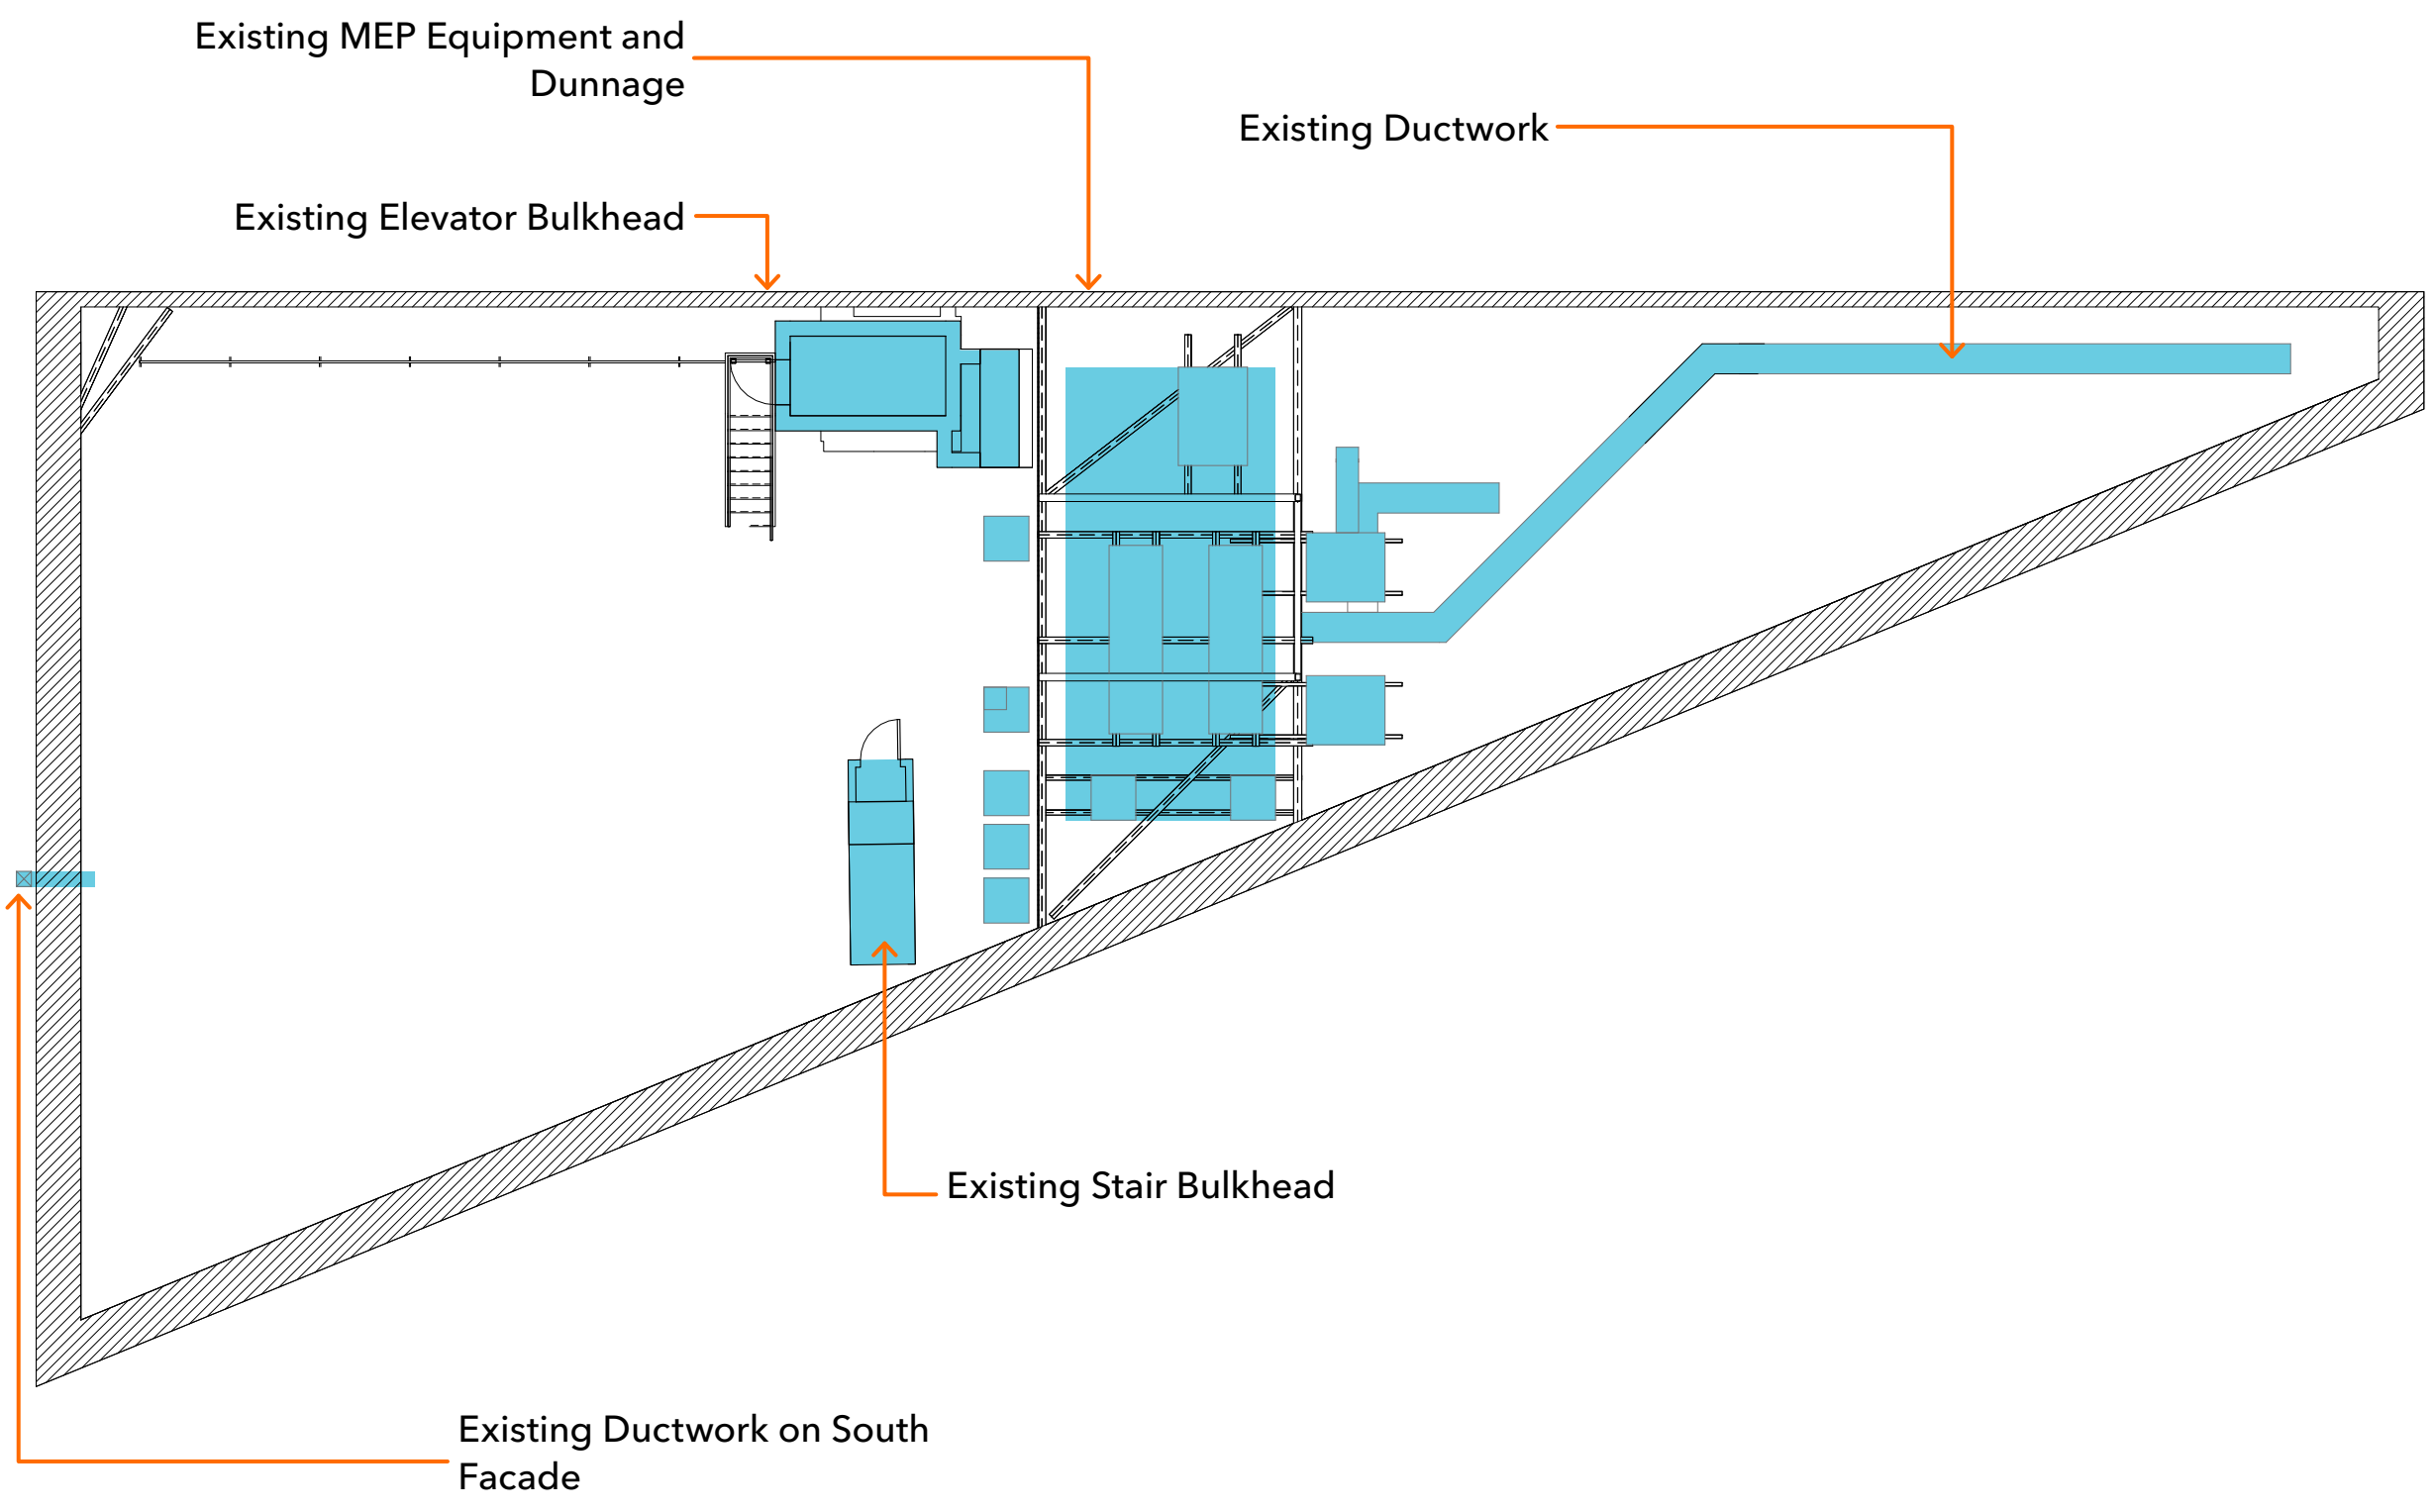 Existing MEP Equipment and
Dunnage
Existing Ductwork
Existing Elevator Bulkhead
Existing Stair Bulkhead
Existing Ductwork on South
Facade